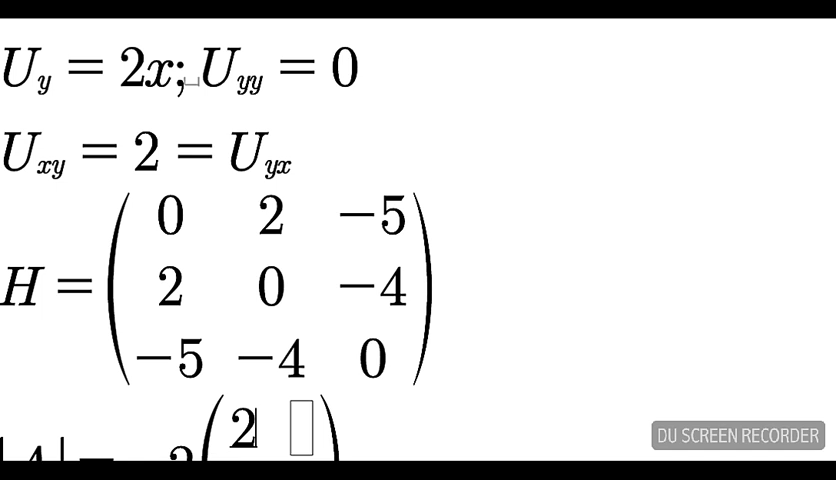 U_y = 2x; U_yy = 0
U_xy = 2 = U_yx
H = ( 0 2 −5
2 0 −4
−5 −4 0 )
( 2 )
DU SCREEN RECORDER